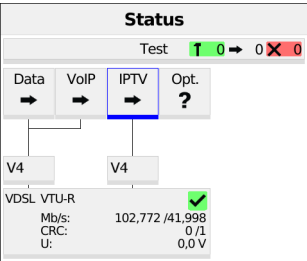 Status
Test 0 ➡ 0 ✕ 0
Data VoIP IPTV Opt.
➡ ➡ ➡ ?
V4 V4
VDSL VTU-R ✔
Mb/s: 102,772 /41,998
CRC: 0 /1
U: 0,0 V